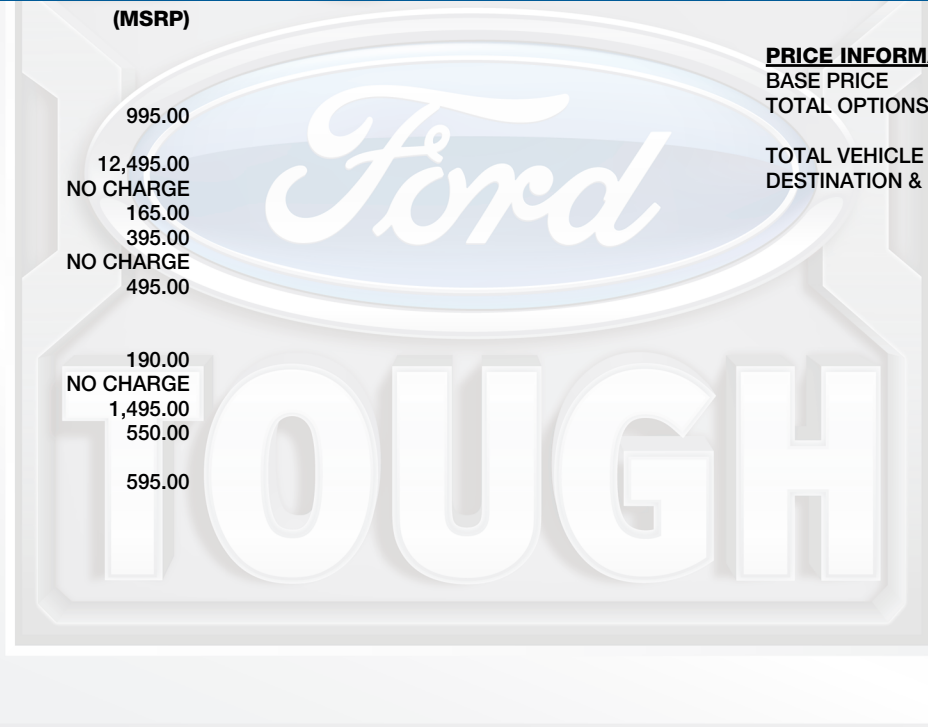 (MSRP)
995.00
12,495.00
NO CHARGE
165.00
395.00
NO CHARGE
495.00
190.00
NO CHARGE
1,495.00
550.00
595.00
PRICE INFORMA
BASE PRICE
TOTAL OPTIONS
TOTAL VEHICLE
DESTINATION &
Ford
TOUGH